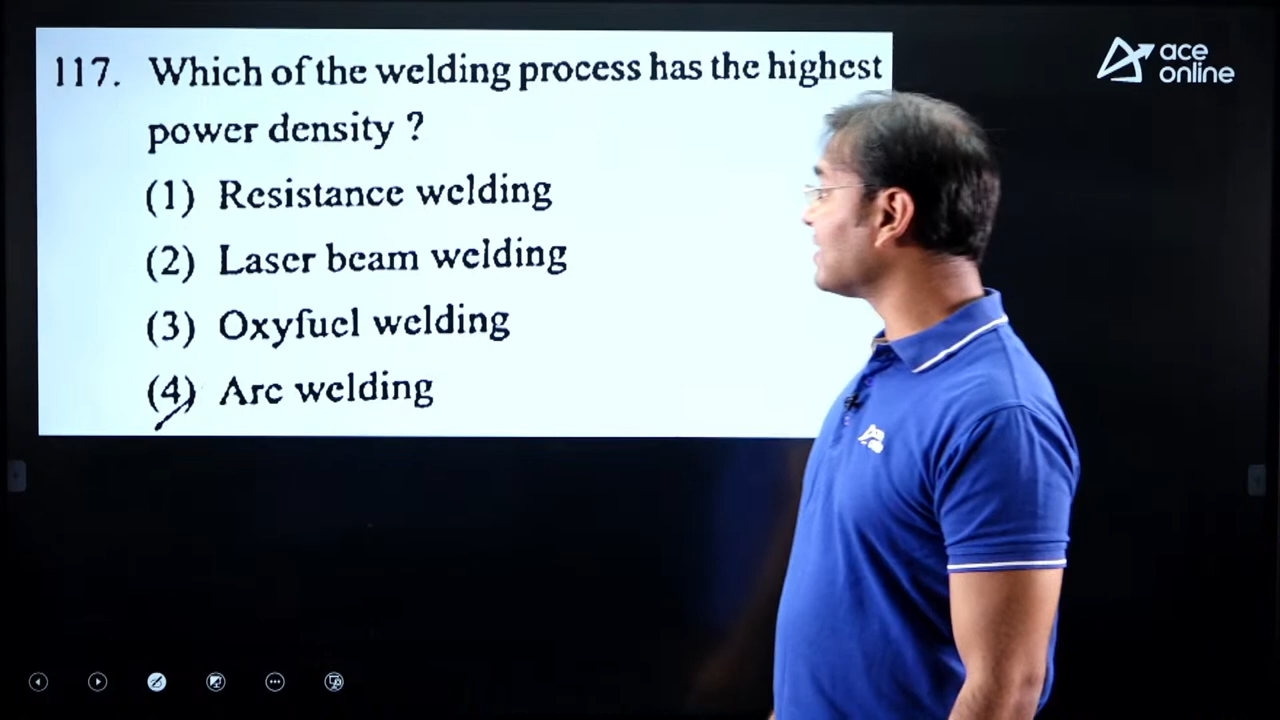 117. Which of the welding process has the highest
power density ?
(1) Resistance welding
(2) Laser beam welding
(3) Oxyfuel welding
(4) Arc welding
ace
online